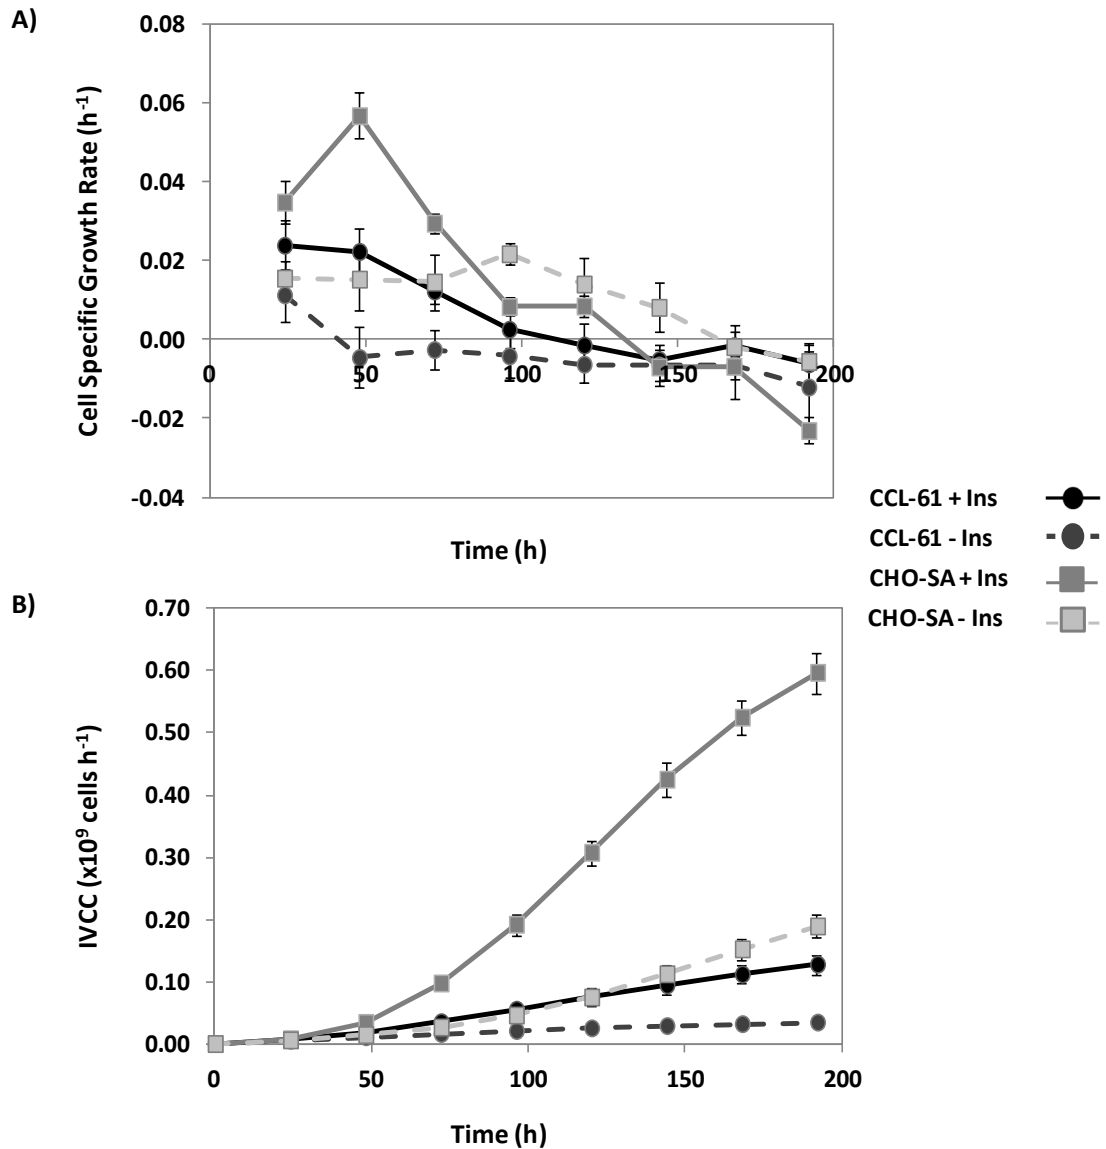 A)
Cell Specific Growth Rate (h-1)
0.08
0.06
0.04
0.02
0.00
-0.02
-0.04
0 50 100 150 200
Time (h)
CCL-61 + Ins
CCL-61 - Ins
CHO-SA + Ins
CHO-SA - Ins
B)
IVCC (x10⁹ cells h-1)
0.70
0.60
0.50
0.40
0.30
0.20
0.10
0.00
0 50 100 150 200
Time (h)